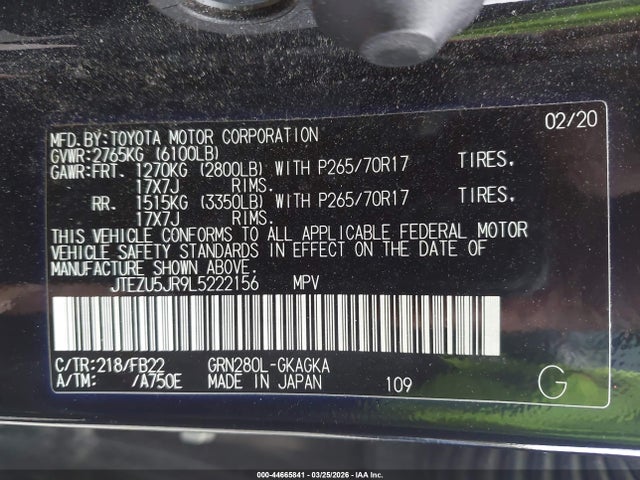 02/20
MFD.BY:TOYOTA MOTOR CORPORATION
GVWR:2765KG (6100LB)
GAWR:FRT. 1270KG (2800LB) WITH P265/70R17 TIRES,
17X7J RIMS.
RR. 1515KG (3350LB) WITH P265/70R17 TIRES,
17X7J RIMS.
THIS VEHICLE CONFORMS TO ALL APPLICABLE FEDERAL MOTOR
VEHICLE SAFETY STANDARDS IN EFFECT ON THE DATE OF
MANUFACTURE SHOWN ABOVE.
JTEZU5JR9L5222156 MPV
C/TR:218/FB22 GRN280L-GKAGKA
A/TM: /A750E MADE IN JAPAN 109 G
000-44665841 - 03/25/2026 - IAA Inc.